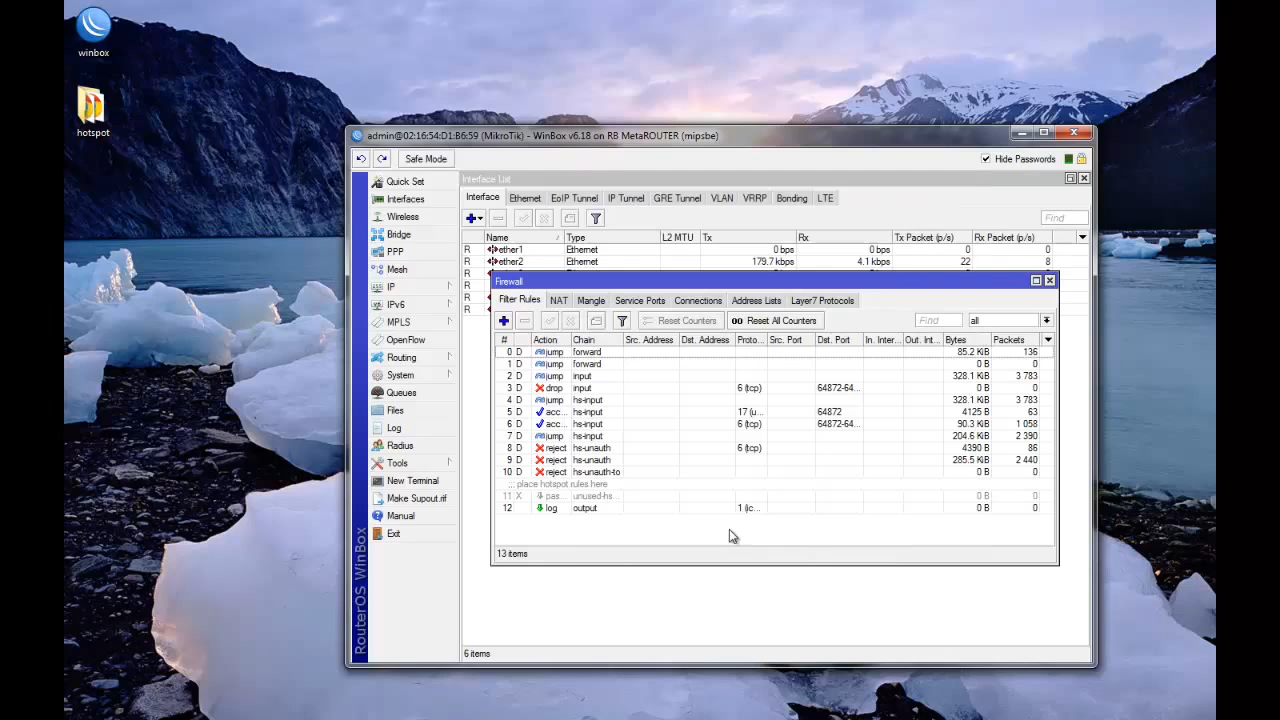 winbox
hotspot
admin@02:16:54:D1:B6:59 (MikroTik) - WinBox v6.18 on RB MetaROUTER (mipsbe)
Safe Mode
Hide Passwords
Quick Set
Interfaces
Wireless
Bridge
PPP
Mesh
IP
IPv6
MPLS
OpenFlow
Routing
System
Queues
Files
Log
Radius
Tools
New Terminal
Make Supout.rif
Manual
Exit
RouterOS WinBox
Interface List
Interface Ethernet EoIP Tunnel IP Tunnel GRE Tunnel VLAN VRRP Bonding LTE
Find
Name Type L2 MTU Tx Rx Tx Packet (p/s) Rx Packet (p/s)
R ether1 Ethernet 0 bps 0 bps 0 0
R ether2 Ethernet 179.7 kbps 4.1 kbps 22 8
R
R
R
R
Firewall
Filter Rules NAT Mangle Service Ports Connections Address Lists Layer7 Protocols
Reset Counters 00 Reset All Counters Find all
# Action Chain Src. Address Dst. Address Proto... Src. Port Dst. Port In. Inter... Out. Int... Bytes Packets
0 D jump forward 85.2 KiB 136
1 D jump forward 0 B 0
2 D jump input 328.1 KiB 3 783
3 D drop input 6 (tcp) 64872-64... 0 B 0
4 D jump hs-input 328.1 KiB 3 783
5 D acc... hs-input 17 (u... 64872 4125 B 63
6 D acc... hs-input 6 (tcp) 64872-64... 90.3 KiB 1 058
7 D jump hs-input 204.6 KiB 2 390
8 D reject hs-unauth 6 (tcp) 4390 B 86
9 D reject hs-unauth 285.5 KiB 2 440
10 D reject hs-unauth-to 0 B 0
::: place hotspot rules here
11 X pas... unused-hs... 0 B 0
12 log output 1 (ic... 0 B 0
13 items
6 items